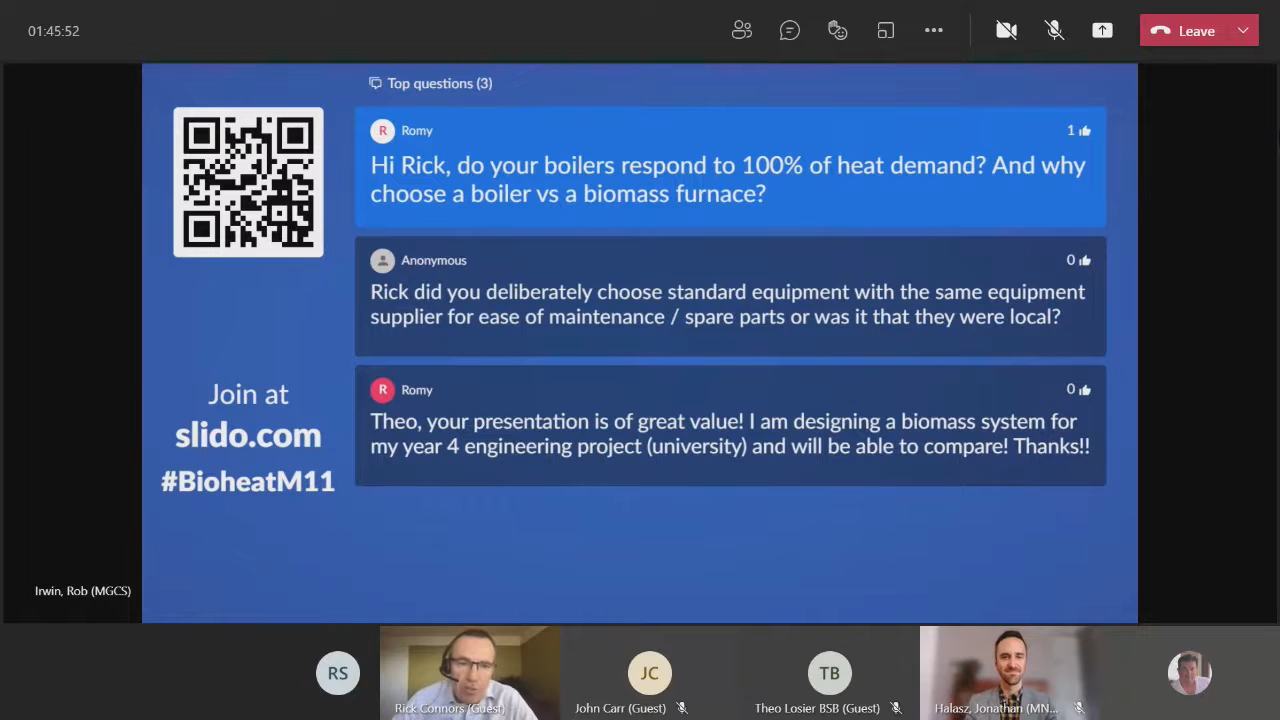 01:45:52
Leave
Top questions (3)
R Romy 1
Hi Rick, do your boilers respond to 100% of heat demand? And why
choose a boiler vs a biomass furnace?
Anonymous 0
Rick did you deliberately choose standard equipment with the same equipment
supplier for ease of maintenance / spare parts or was it that they were local?
R Romy 0
Theo, your presentation is of great value! I am designing a biomass system for
my year 4 engineering project (university) and will be able to compare! Thanks!!
Join at
slido.com
#BioheatM11
Irwin, Rob (MGCS)
RS
Rick Connors (Guest)
JC
John Carr (Guest)
TB
Theo Losier BSB (Guest)
Halasz, Jonathan (MN...